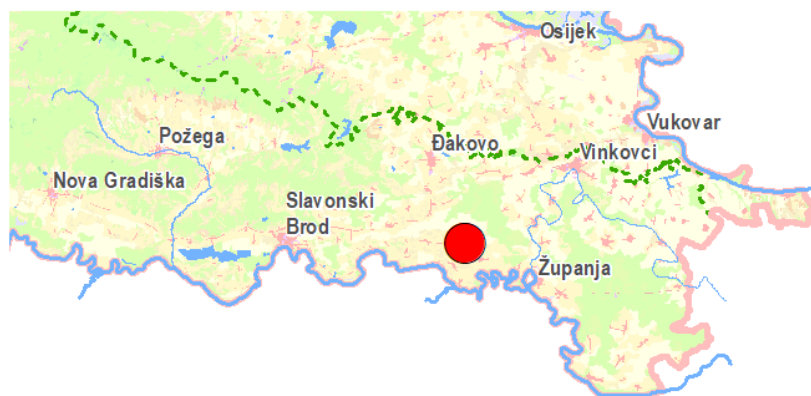 Osijek
Vukovar
Požega
Đakovo
Vinkovci
Nova Gradiška
Slavonski
Brod
Županja